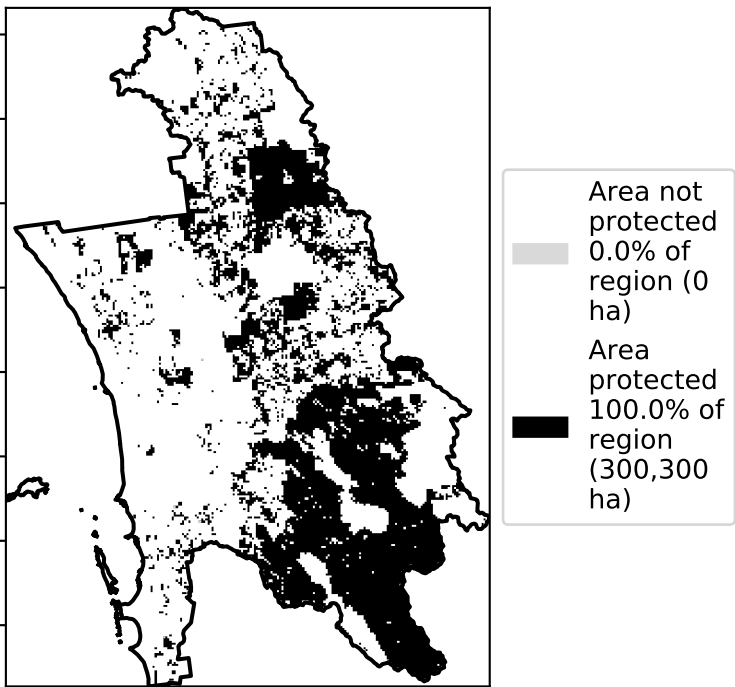 Area not
protected
0.0% of
region (0
ha)
Area
protected
100.0% of
region
(300,300
ha)